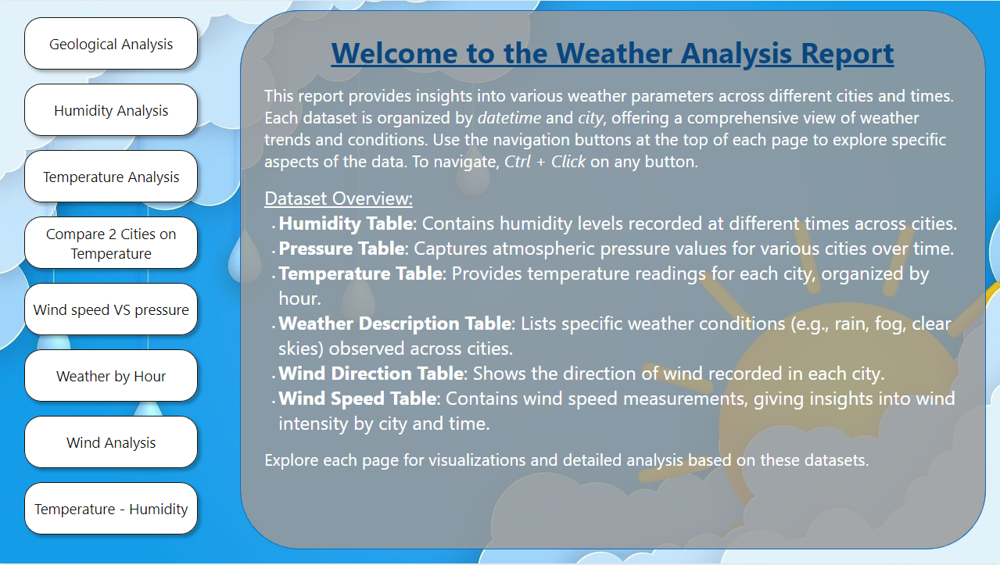 Geological Analysis
Humidity Analysis
Temperature Analysis
Compare 2 Cities on
Temperature
Wind speed VS pressure
Weather by Hour
Wind Analysis
Temperature - Humidity
Welcome to the Weather Analysis Report
This report provides insights into various weather parameters across different cities and times.
Each dataset is organized by datetime and city, offering a comprehensive view of weather
trends and conditions. Use the navigation buttons at the top of each page to explore specific
aspects of the data. To navigate, Ctrl + Click on any button.
Dataset Overview:
• Humidity Table: Contains humidity levels recorded at different times across cities.
• Pressure Table: Captures atmospheric pressure values for various cities over time.
• Temperature Table: Provides temperature readings for each city, organized by
hour.
• Weather Description Table: Lists specific weather conditions (e.g., rain, fog, clear
skies) observed across cities.
• Wind Direction Table: Shows the direction of wind recorded in each city.
• Wind Speed Table: Contains wind speed measurements, giving insights into wind
intensity by city and time.
Explore each page for visualizations and detailed analysis based on these datasets.